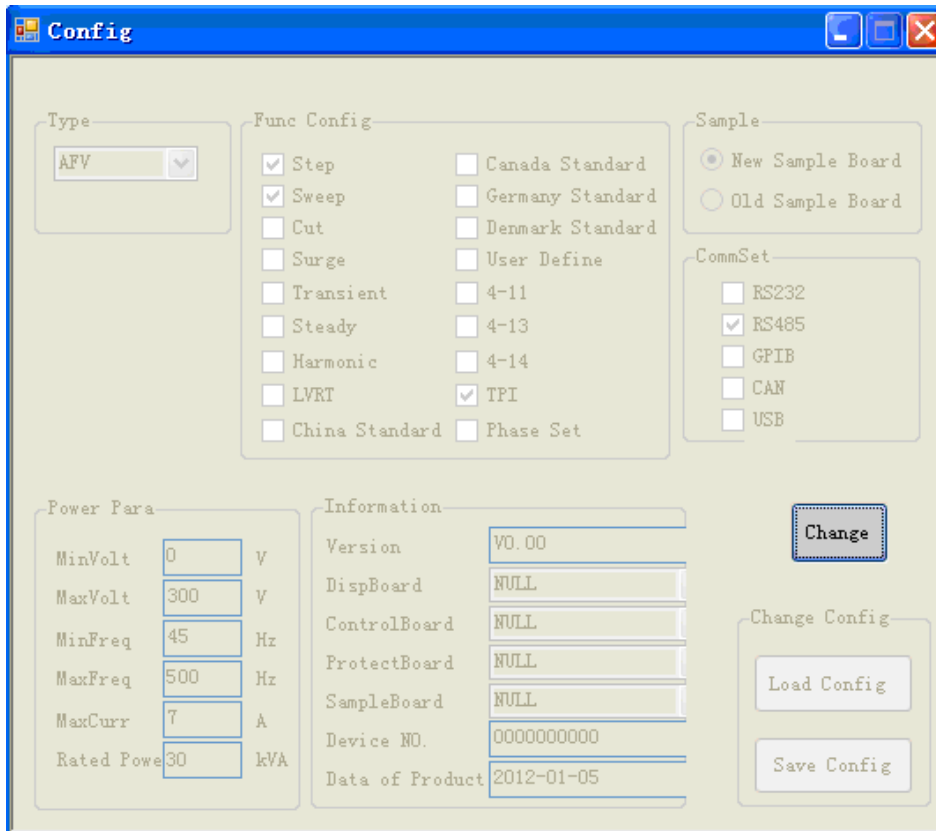 Config
Type
AFV
Func Config
Step
Sweep
Cut
Surge
Transient
Steady
Harmonic
LVRT
China Standard
Canada Standard
Germany Standard
Denmark Standard
User Define
4-11
4-13
4-14
TPI
Phase Set
Sample
New Sample Board
Old Sample Board
CommSet
RS232
RS485
GPIB
CAN
USB
Power Para
MinVolt 0 V
MaxVolt 300 V
MinFreq 45 Hz
MaxFreq 500 Hz
MaxCurr 7 A
Rated Powe 30 kVA
Information
Version V0.00
DispBoard NULL
ControlBoard NULL
ProtectBoard NULL
SampleBoard NULL
Device NO. 0000000000
Data of Product 2012-01-05
Change
Change Config
Load Config
Save Config